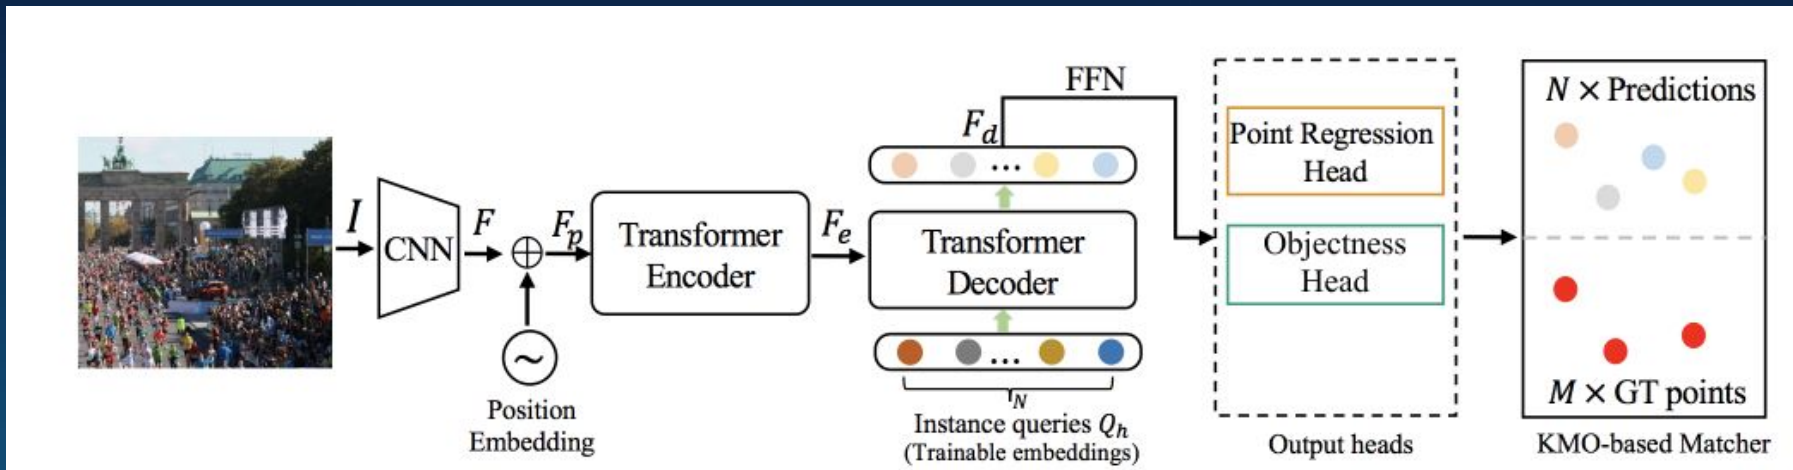 I
CNN
F
⊕
F_p
~
Position
Embedding
Transformer
Encoder
F_e
Transformer
Decoder
F_d
...
...
N
Instance queries Q_h
(Trainable embeddings)
FFN
Point Regression
Head
Objectness
Head
Output heads
N × Predictions
M × GT points
KMO-based Matcher